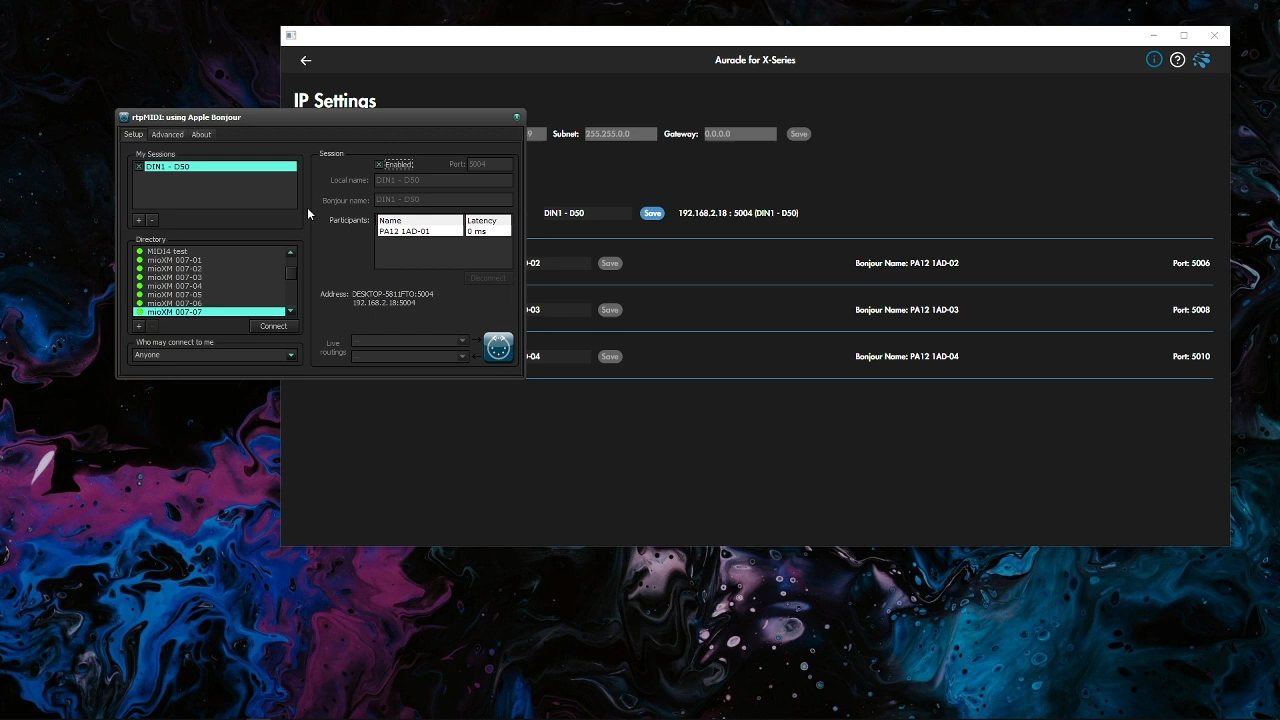 Auracle for X-Series
IP Settings
9 Subnet: 255.255.0.0 Gateway: 0.0.0.0 Save
DIN1 - D50 Save 192.168.2.18 : 5004 (DIN1 - D50)
-02 Save Bonjour Name: PA12 1AD-02 Port: 5006
-03 Save Bonjour Name: PA12 1AD-03 Port: 5008
-04 Save Bonjour Name: PA12 1AD-04 Port: 5010
rtpMIDI: using Apple Bonjour
Setup Advanced About
My Sessions
DIN1 - D50
+ -
Directory
MIDI4 test
mioXM 007-01
mioXM 007-02
mioXM 007-03
mioXM 007-04
mioXM 007-05
mioXM 007-06
mioXM 007-07
+ - Connect
Who may connect to me
Anyone
Session
Enabled Port: 5004
Local name: DIN1 - D50
Bonjour name: DIN1 - D50
Participants: Name Latency
PA12 1AD-01 0 ms
Disconnect
Address: DESKTOP-5811FTO:5004
192.168.2.18:5004
Live
routings